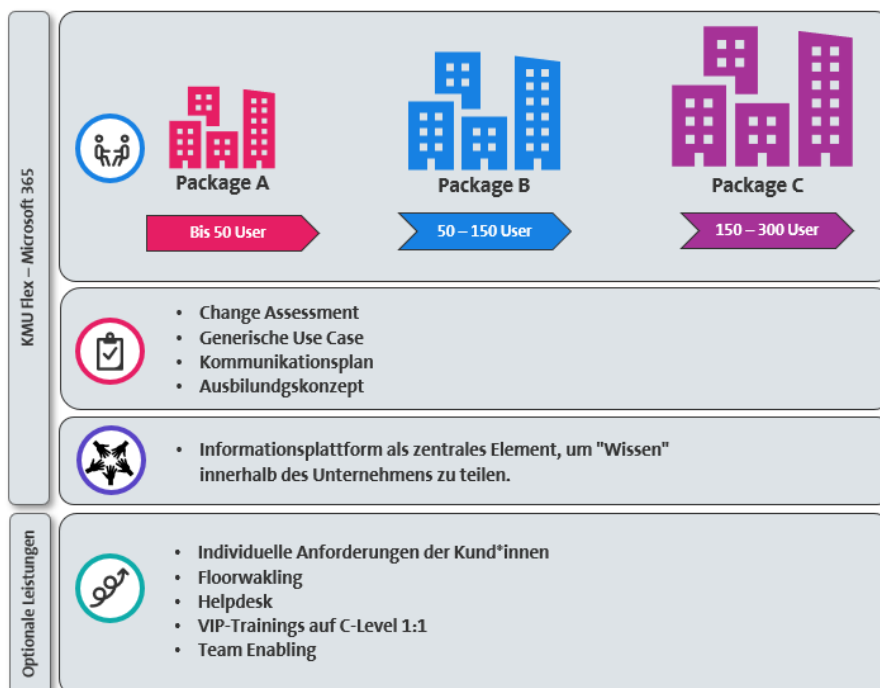 KMU Flex – Microsoft 365
Package A
Package B
Package C
Bis 50 User
50 – 150 User
150 – 300 User
• Change Assessment
• Generische Use Case
• Kommunikationsplan
• Ausbilundgskonzept
• Informationsplattform als zentrales Element, um "Wissen"
innerhalb des Unternehmens zu teilen.
Optionale Leistungen
• Individuelle Anforderungen der Kund*innen
• Floorwakling
• Helpdesk
• VIP-Trainings auf C-Level 1:1
• Team Enabling